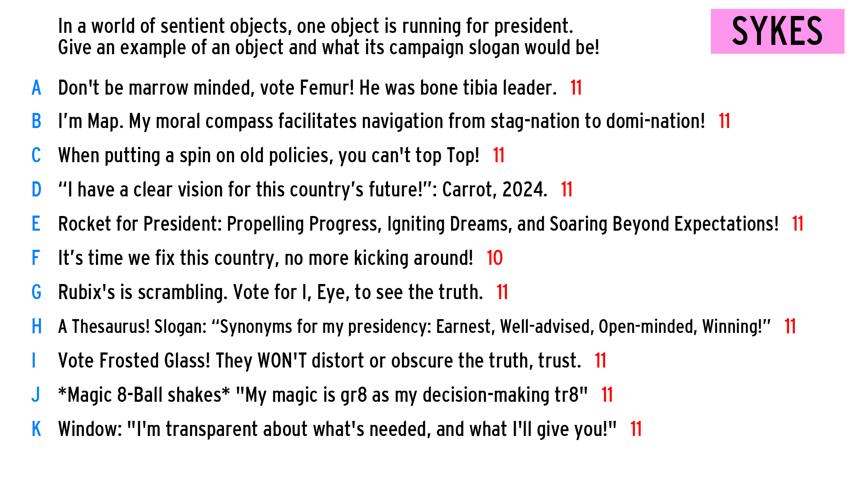 In a world of sentient objects, one object is running for president.
Give an example of an object and what its campaign slogan would be!
SYKES
A Don't be marrow minded, vote Femur! He was bone tibia leader. 11
B I’m Map. My moral compass facilitates navigation from stag-nation to domi-nation! 11
C When putting a spin on old policies, you can't top Top! 11
D “I have a clear vision for this country’s future!”: Carrot, 2024. 11
E Rocket for President: Propelling Progress, Igniting Dreams, and Soaring Beyond Expectations! 11
F It’s time we fix this country, no more kicking around! 10
G Rubix's is scrambling. Vote for I, Eye, to see the truth. 11
H A Thesaurus! Slogan: “Synonyms for my presidency: Earnest, Well-advised, Open-minded, Winning!” 11
I Vote Frosted Glass! They WON'T distort or obscure the truth, trust. 11
J *Magic 8-Ball shakes* "My magic is gr8 as my decision-making tr8" 11
K Window: "I'm transparent about what's needed, and what I'll give you!" 11